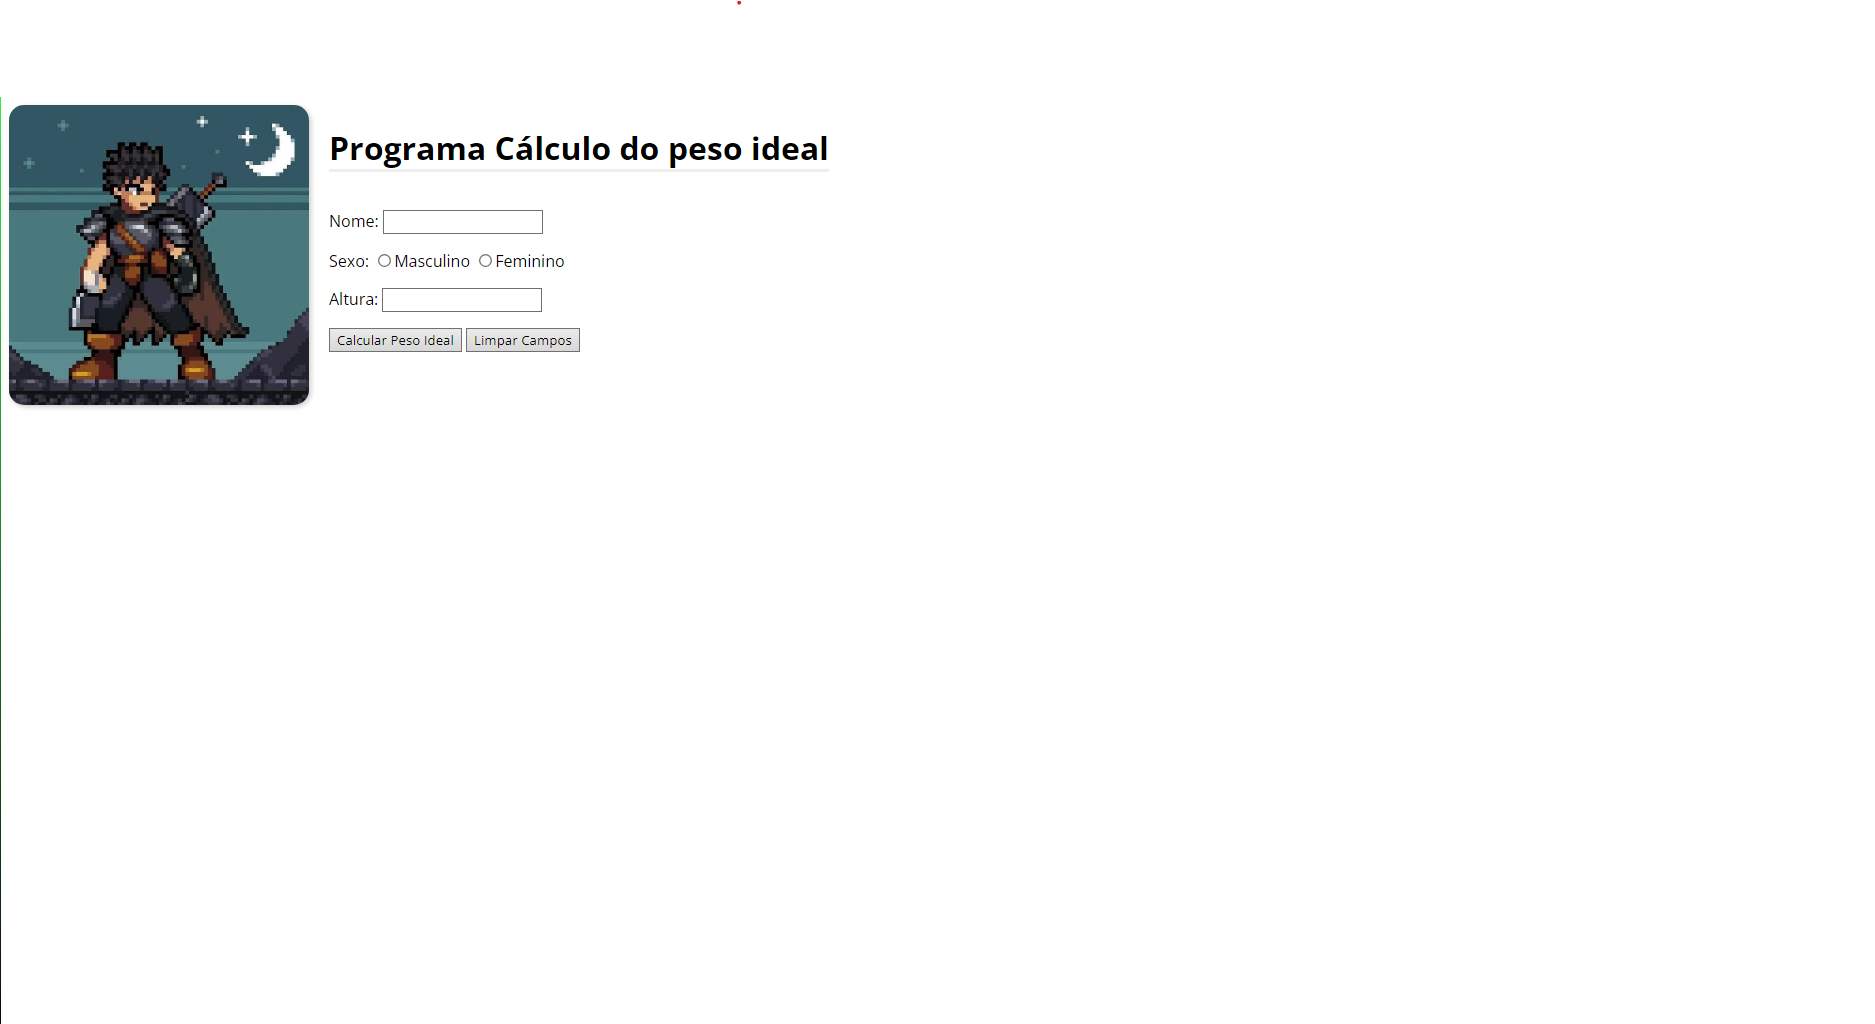 Programa Cálculo do peso ideal
Nome:
Sexo: Masculino Feminino
Altura:
Calcular Peso Ideal Limpar Campos